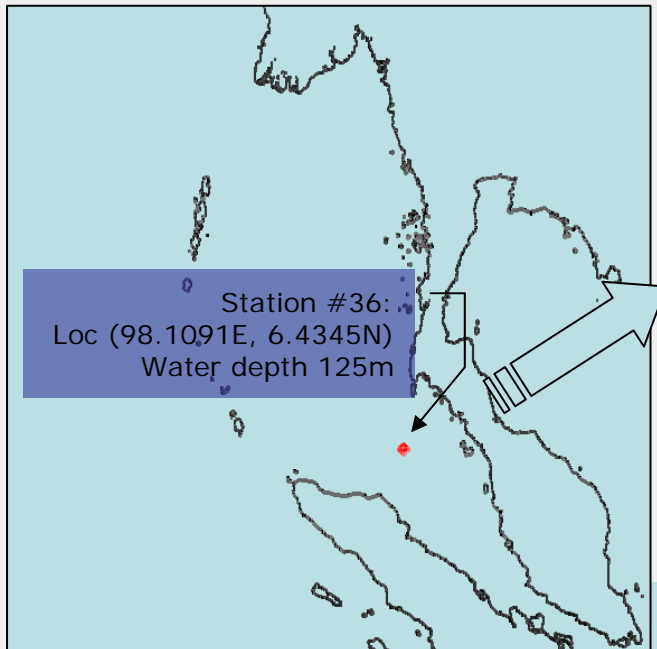 Station #36:
Loc (98.1091E, 6.4345N)
Water depth 125m